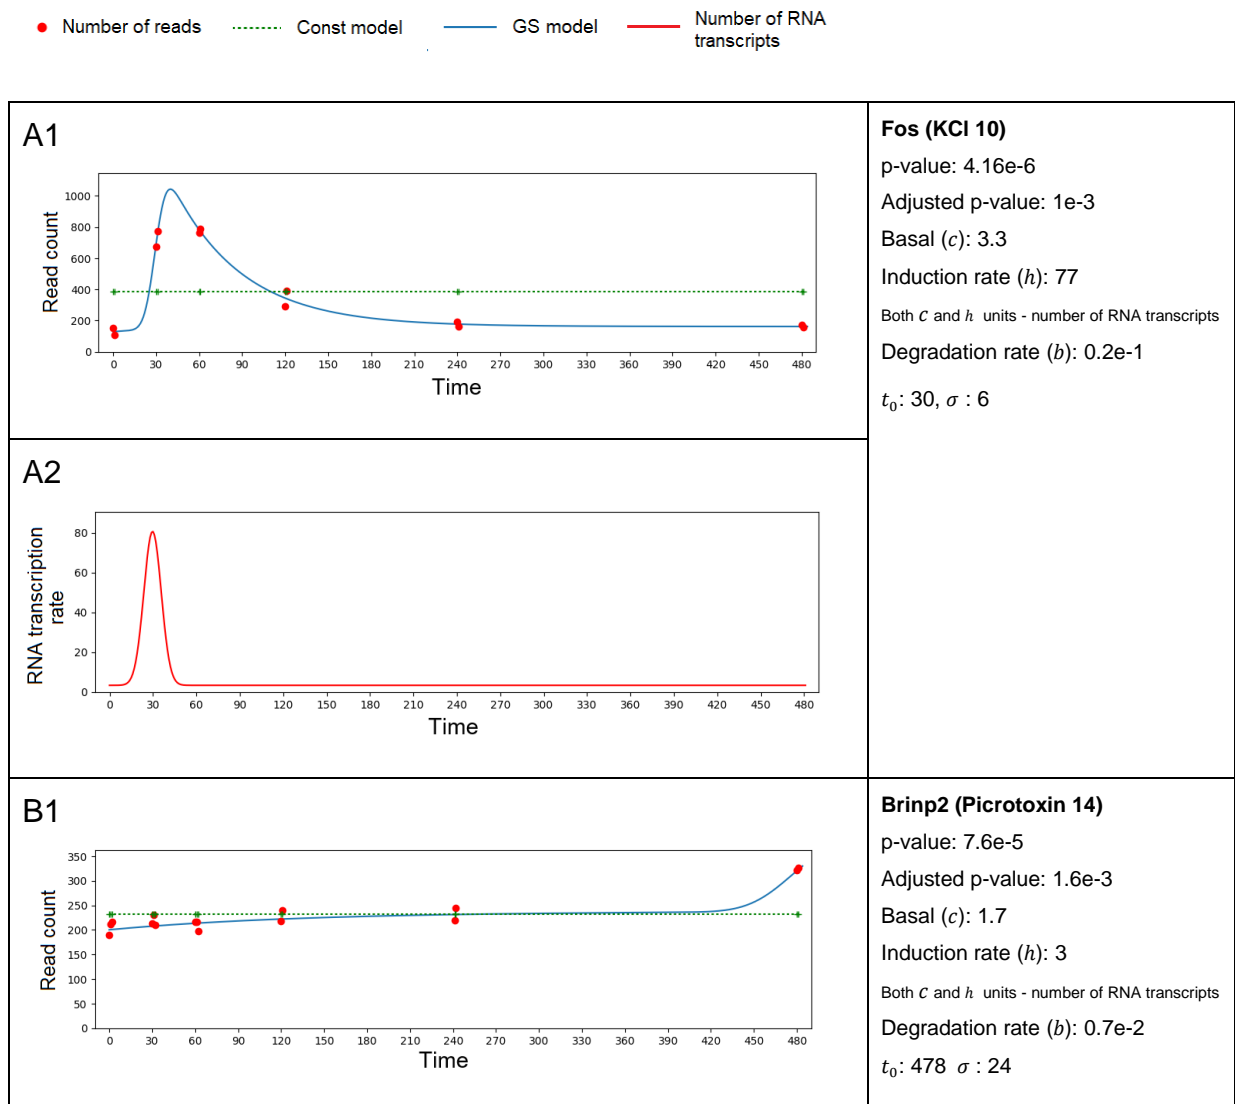 Number of reads
Const model
GS model
Number of RNA
transcripts
A1
Read count
1000
800
600
400
200
0
0 30 60 90 120 150 180 210 240 270 300 330 360 390 420 450 480
Time
Fos (KCl 10)
p-value: 4.16e-6
Adjusted p-value: 1e-3
Basal (c): 3.3
Induction rate (h): 77
Both c and h units - number of RNA transcripts
Degradation rate (b): 0.2e-1
t₀: 30, σ : 6
A2
RNA transcription
rate
80
60
40
20
0
0 30 60 90 120 150 180 210 240 270 300 330 360 390 420 450 480
Time
B1
Read count
350
300
250
200
150
100
50
0
0 30 60 90 120 150 180 210 240 270 300 330 360 390 420 450 480
Time
Brinp2 (Picrotoxin 14)
p-value: 7.6e-5
Adjusted p-value: 1.6e-3
Basal (c): 1.7
Induction rate (h): 3
Both c and h units - number of RNA transcripts
Degradation rate (b): 0.7e-2
t₀: 478 σ : 24